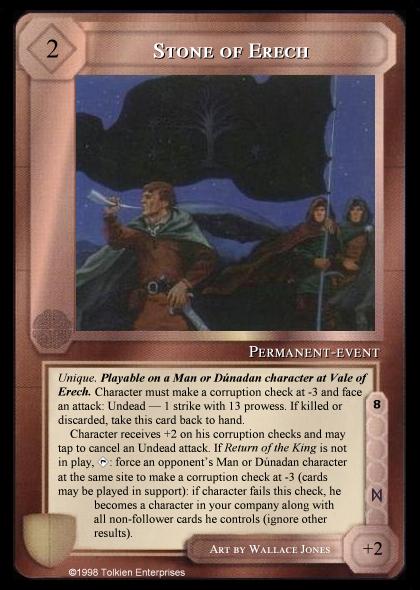 2
STONE OF ERECH
PERMANENT-EVENT
Unique. Playable on a Man or Dúnadan character at Vale of
Erech. Character must make a corruption check at -3 and face
an attack: Undead — 1 strike with 13 prowess. If killed or
discarded, take this card back to hand.
Character receives +2 on his corruption checks and may
tap to cancel an Undead attack. If Return of the King is not
in play, : force an opponent's Man or Dúnadan character
at the same site to make a corruption check at -3 (cards
may be played in support): if character fails this check, he
becomes a character in your company along with
all non-follower cards he controls (ignore other
results).
8
ART BY WALLACE JONES
+2
©1998 Tolkien Enterprises